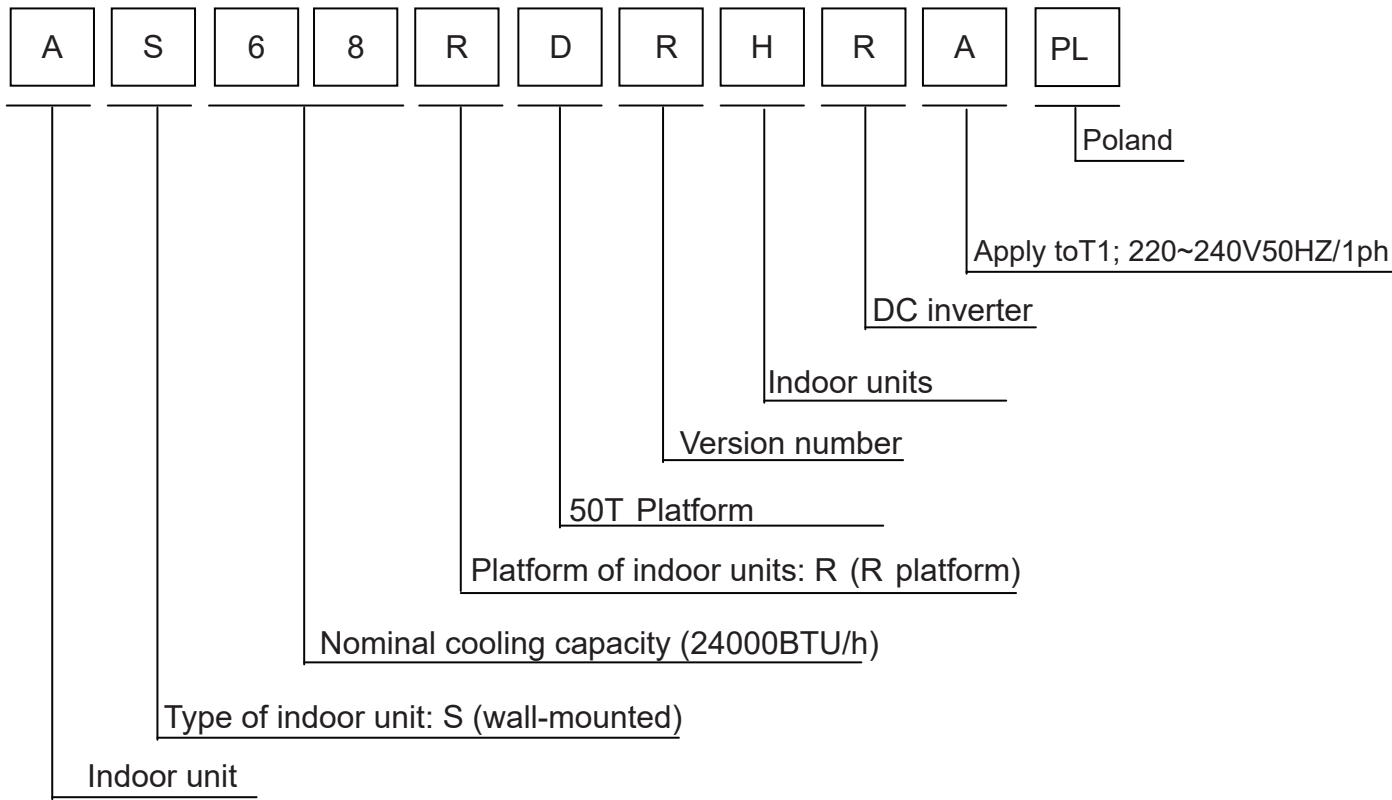 A S 6 8 R D R H R A PL
Poland
Apply toT1; 220~240V50HZ/1ph
DC inverter
Indoor units
Version number
50T Platform
Platform of indoor units: R (R platform)
Nominal cooling capacity (24000BTU/h)
Type of indoor unit: S (wall-mounted)
Indoor unit